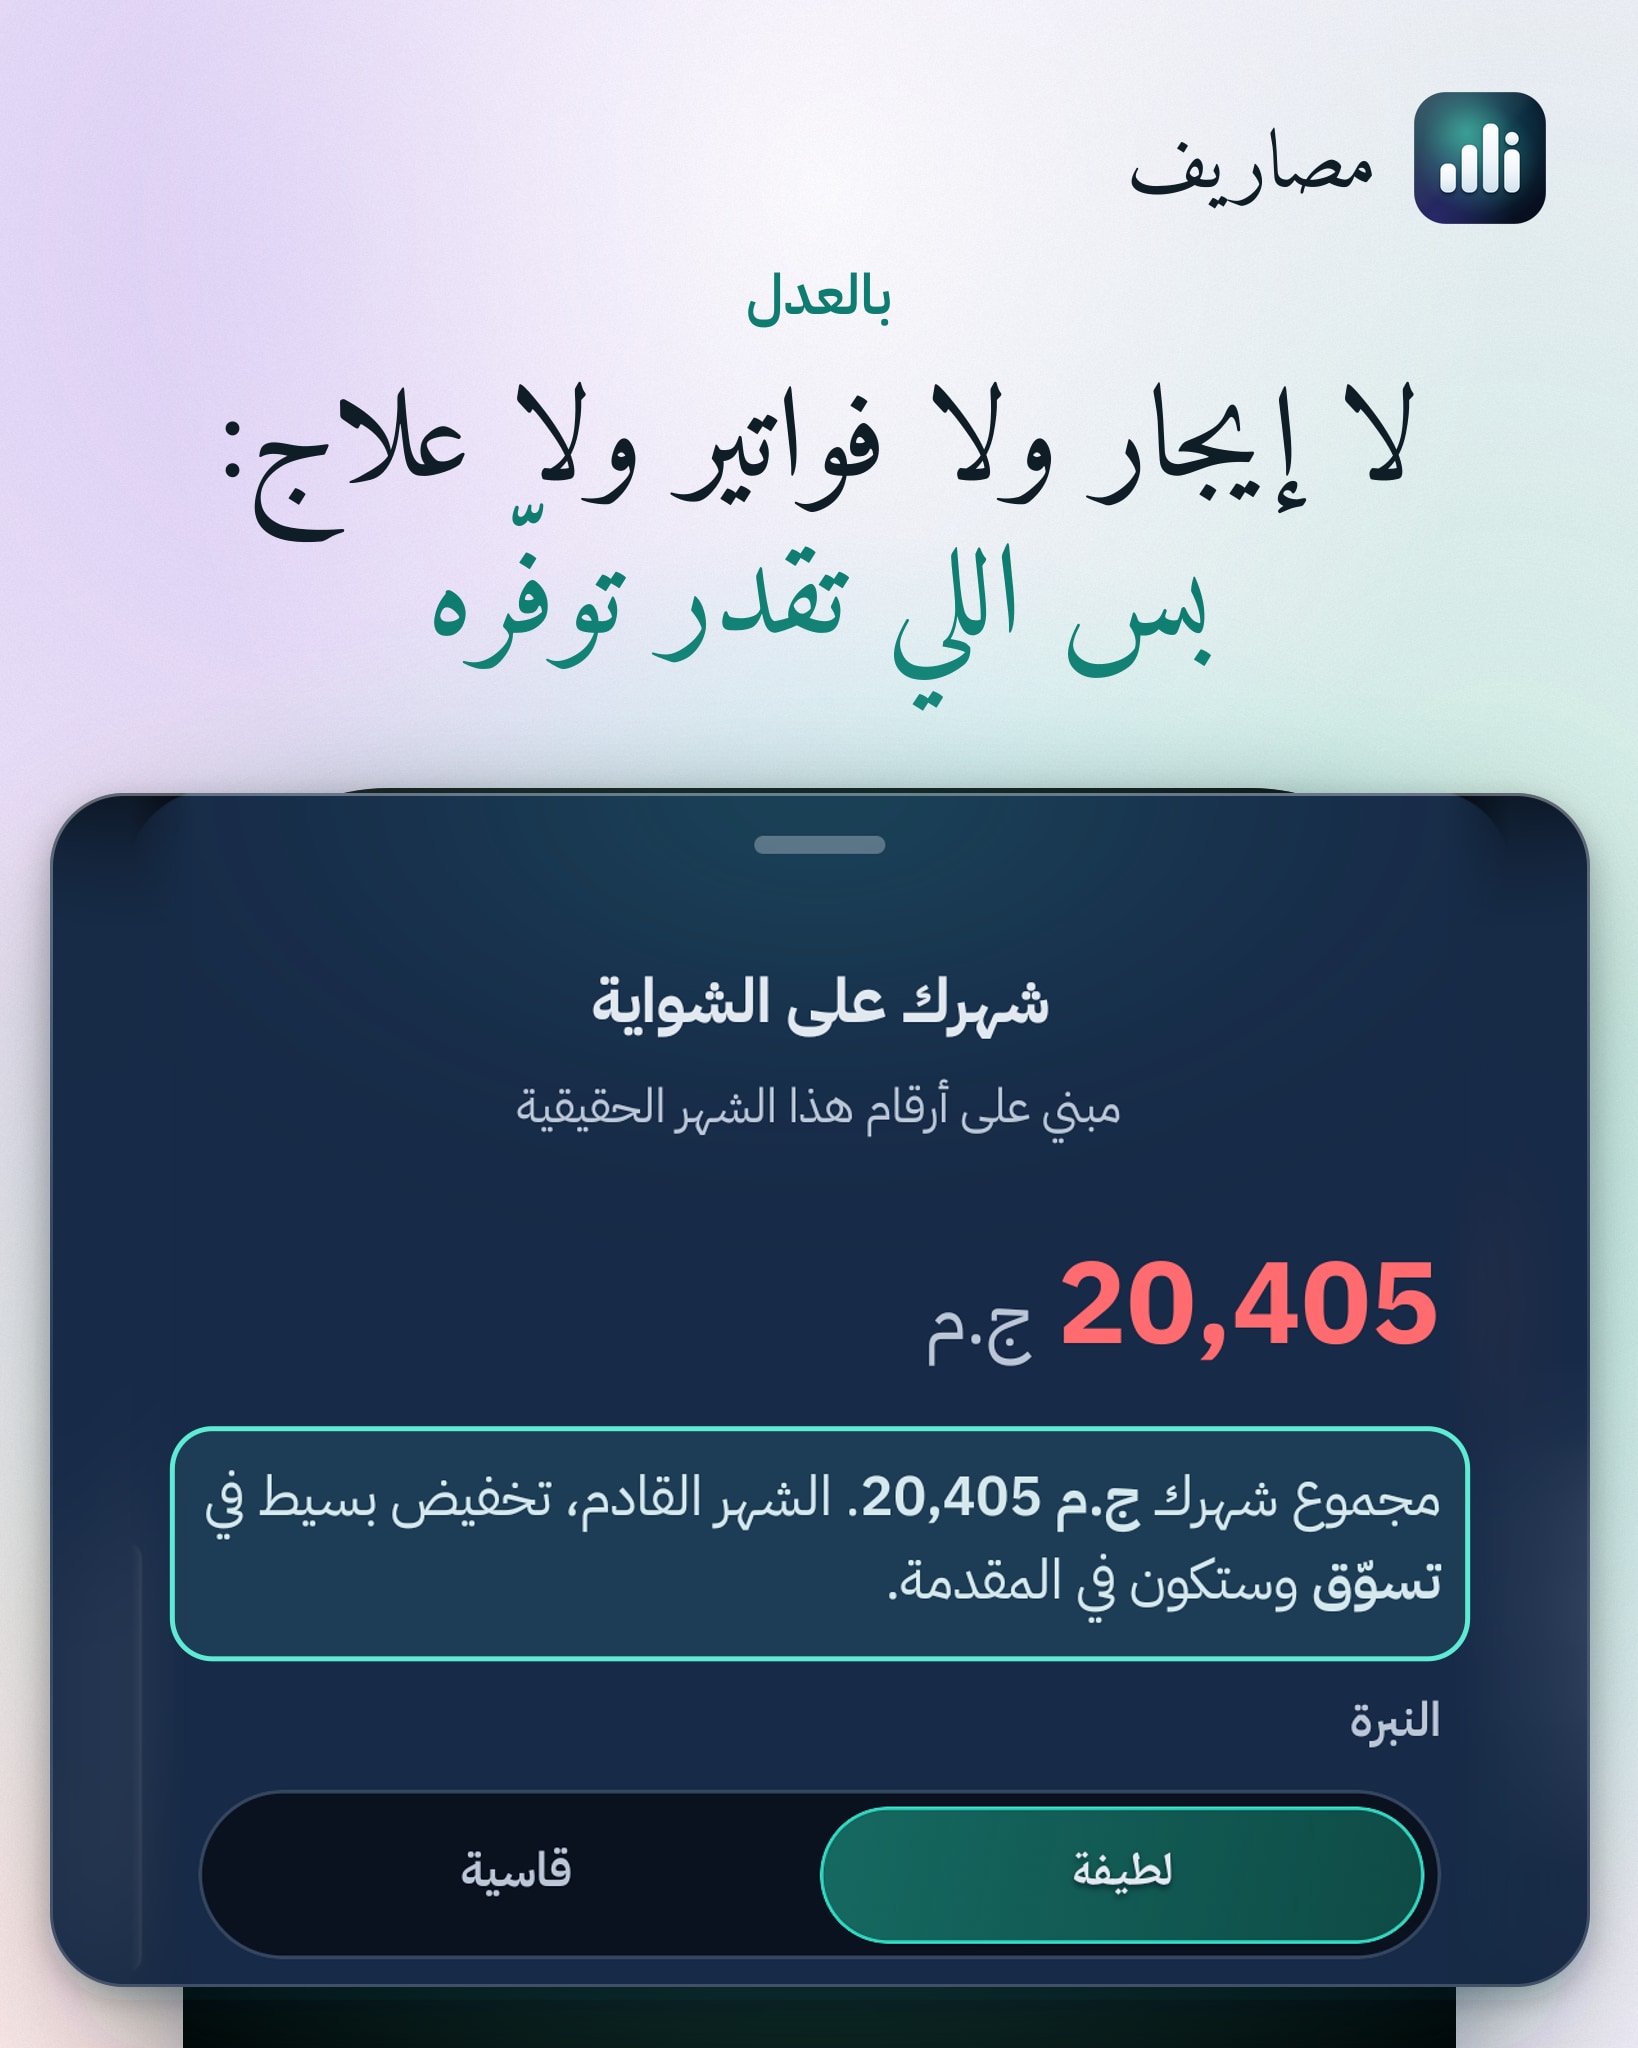 مصاريف
بالعدل
لا إيجار ولا فواتير ولا علاج:
بس اللي تقدر توفّره
شهرك على الشواية
مبني على أرقام هذا الشهر الحقيقية
20,405 ج.م
مجموع شهرك ج.م 20,405. الشهر القادم، تخفيض بسيط في
تسوّق وستكون في المقدمة.
النبرة
لطيفة
قاسية